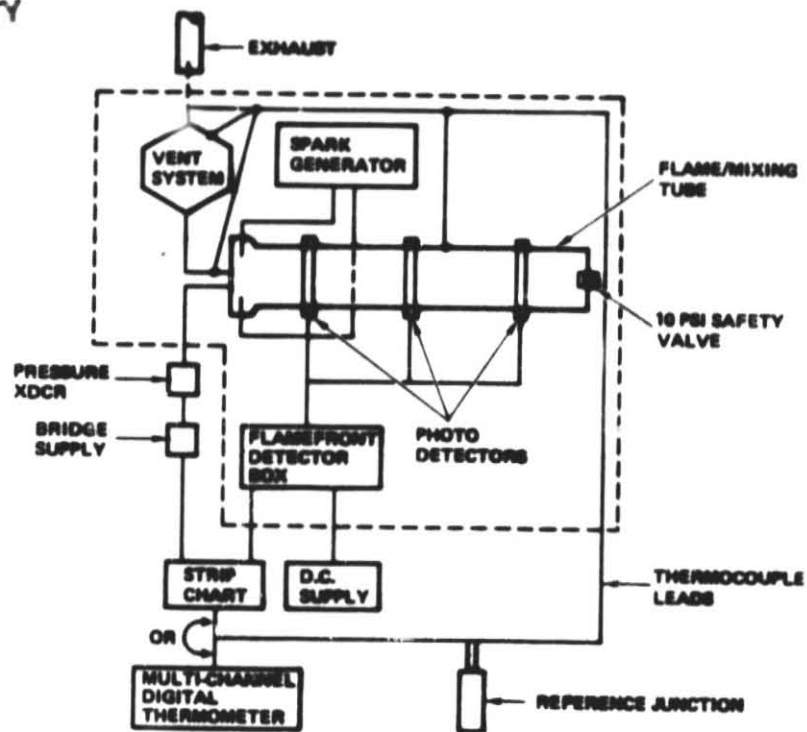 EXHAUST
VENT
SYSTEM
SPARK
GENERATOR
FLAME/MIXING
TUBE
10 PSI SAFETY
VALVE
PRESSURE
XDCR
BRIDGE
SUPPLY
FLAMEFRONT
DETECTOR
BOX
PHOTO
DETECTORS
STRIP
CHART
D.C.
SUPPLY
THERMOCOUPLE
LEADS
OR
MULTI-CHANNEL
DIGITAL
THERMOMETER
REFERENCE JUNCTION